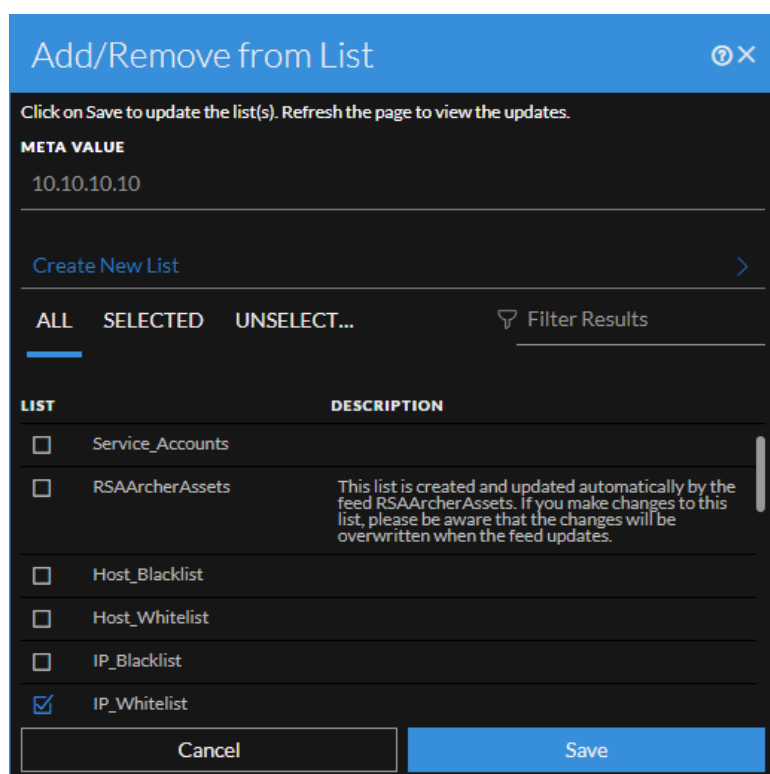 Add/Remove from List
Click on Save to update the list(s). Refresh the page to view the updates.
META VALUE
10.10.10.10
Create New List
ALL SELECTED UNSELECT... Filter Results
LIST DESCRIPTION
Service_Accounts
RSAArcherAssets This list is created and updated automatically by the
feed RSAArcherAssets. If you make changes to this
list, please be aware that the changes will be
overwritten when the feed updates.
Host_Blacklist
Host_Whitelist
IP_Blacklist
IP_Whitelist
Cancel Save